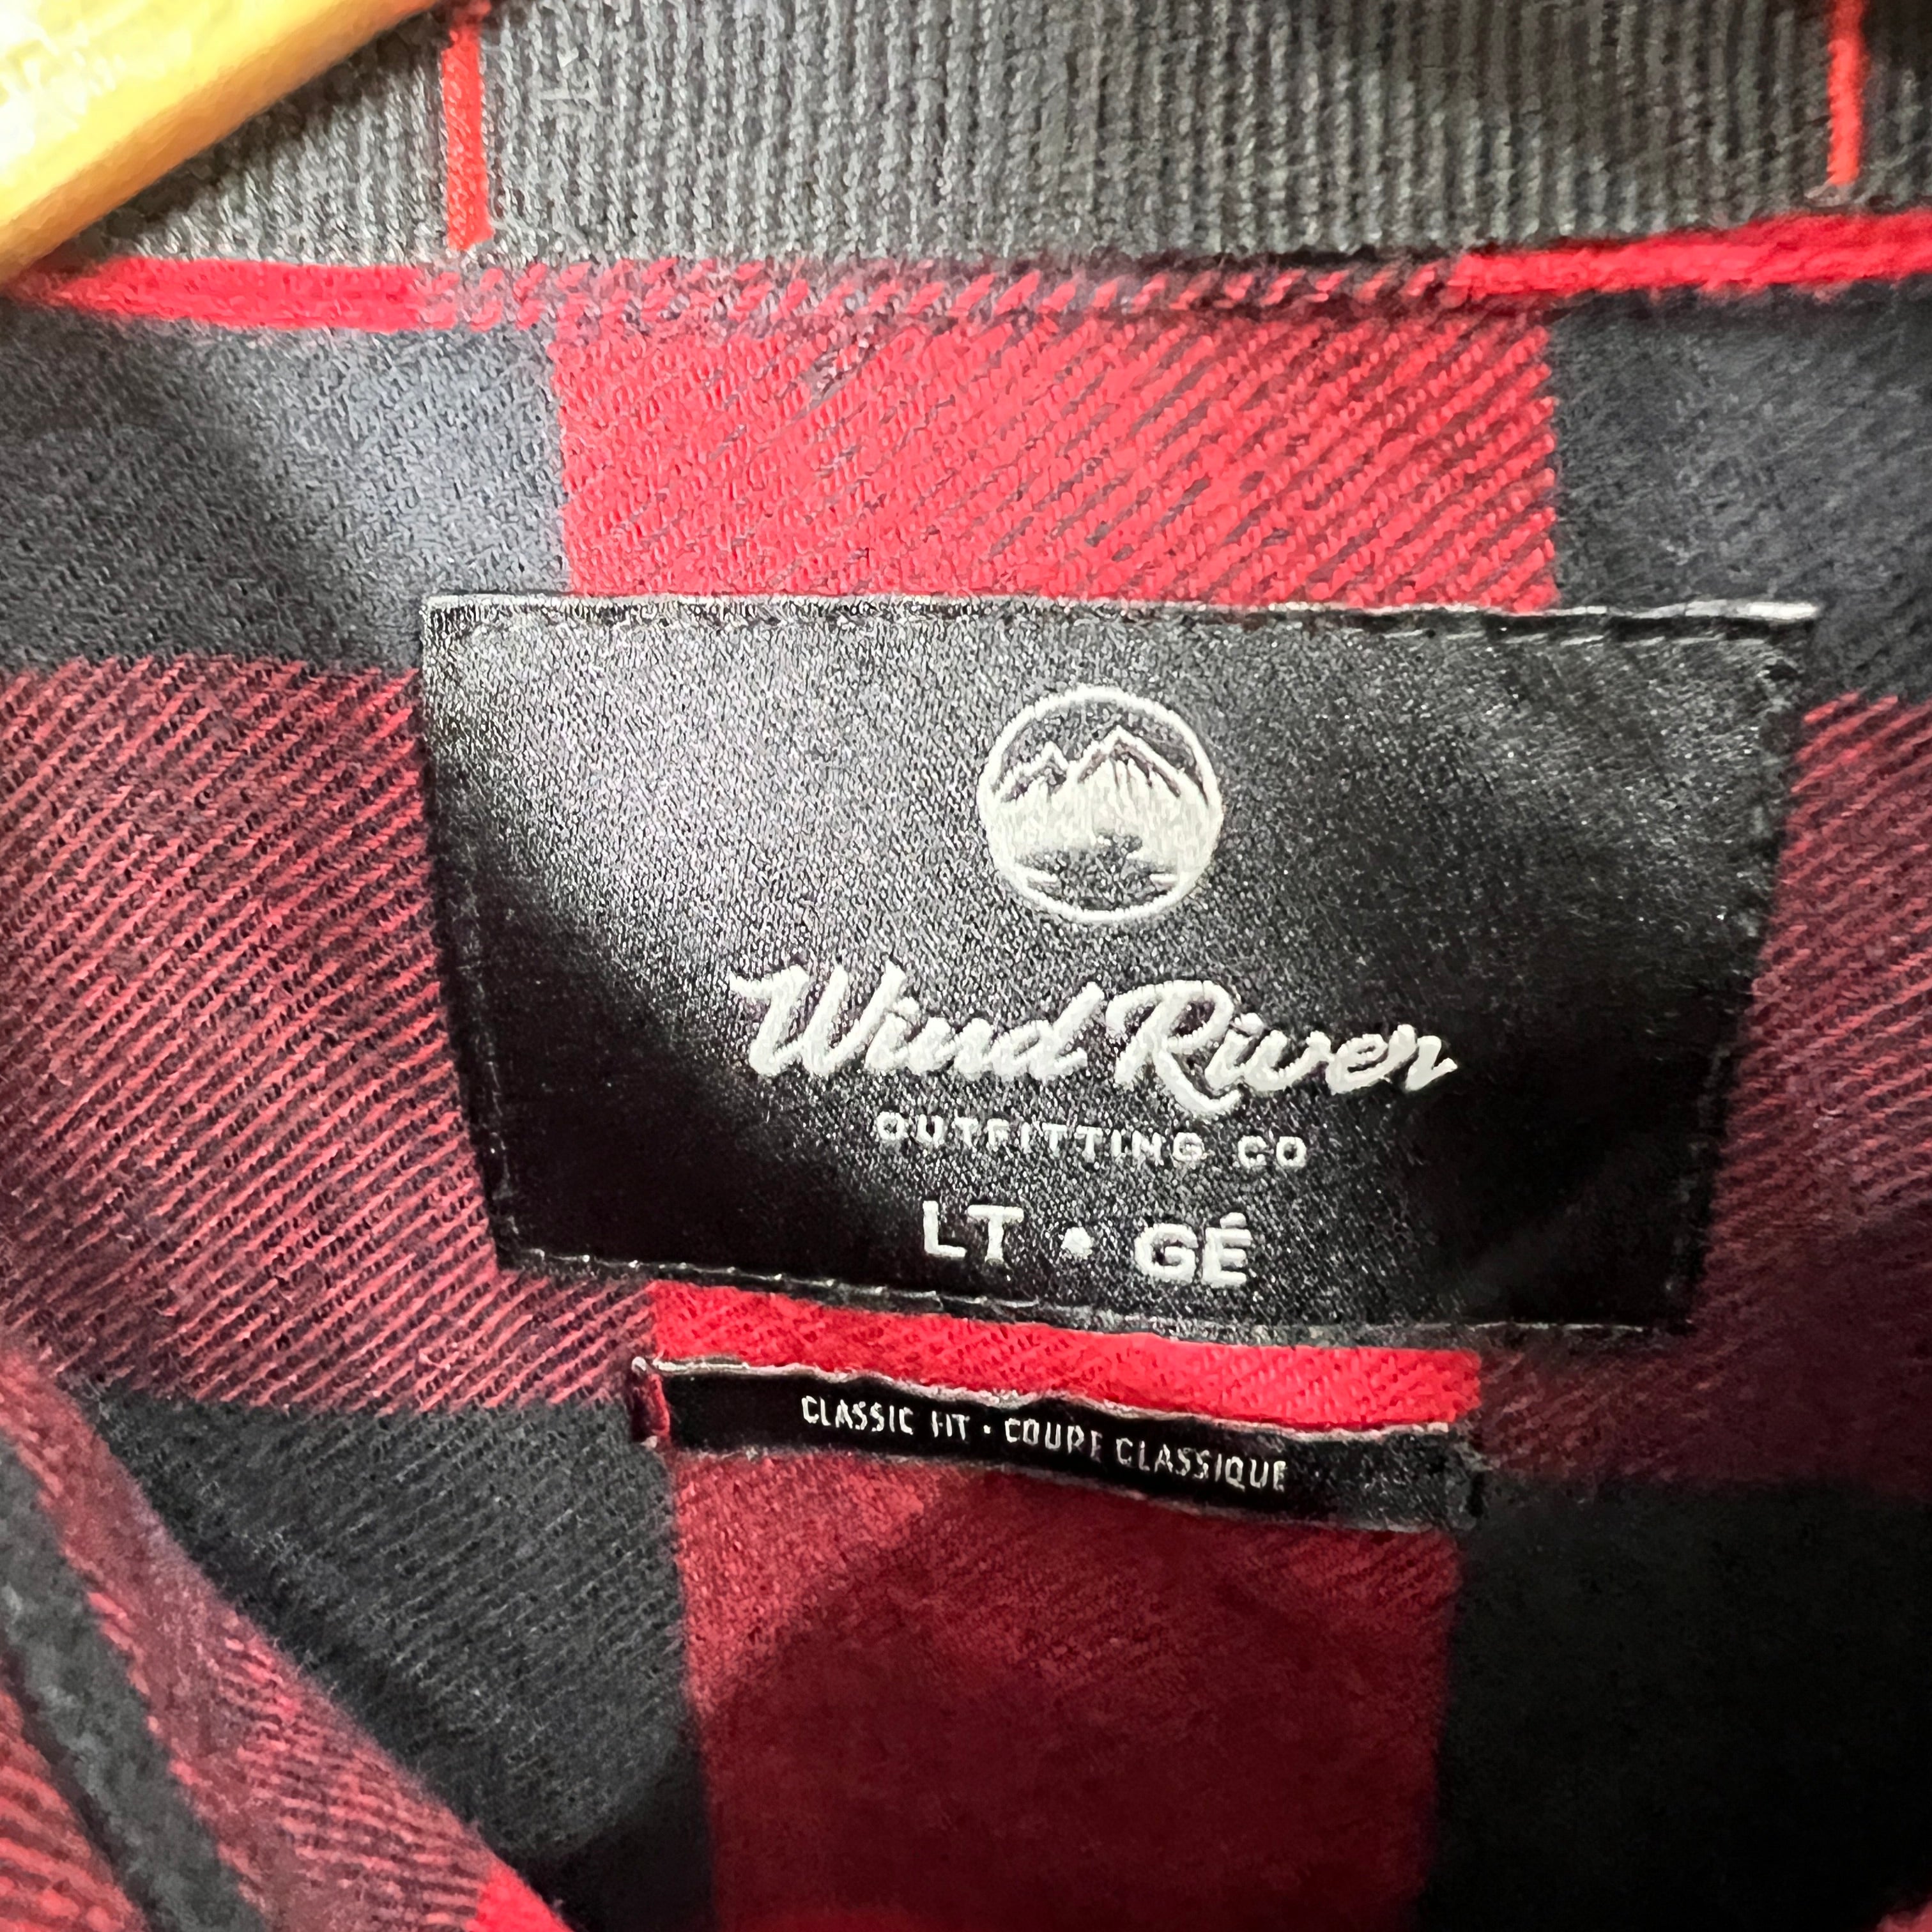 Wind River
OUTFITTING CO
LT • GÉ
CLASSIC FIT · COUPE CLASSIQUE